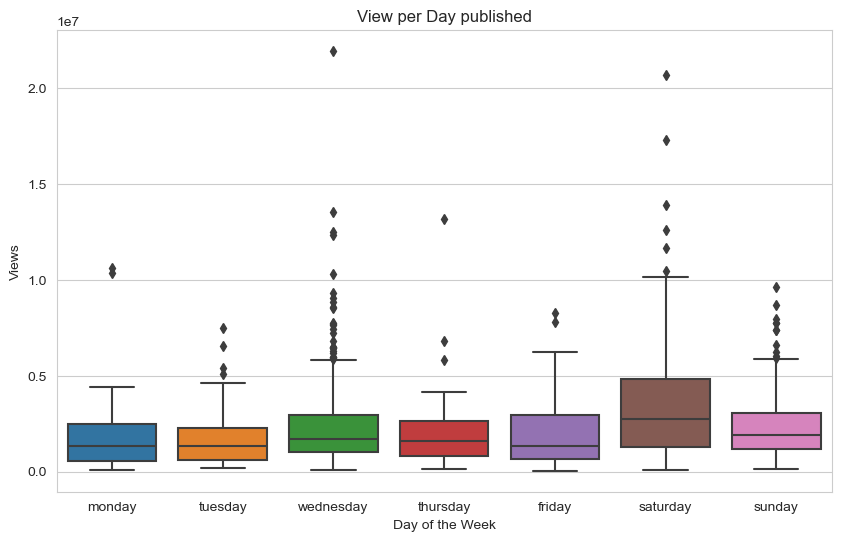 View per Day published
1e7
2.0
1.5
1.0
0.5
0.0
Views
monday tuesday wednesday thursday friday saturday sunday
Day of the Week